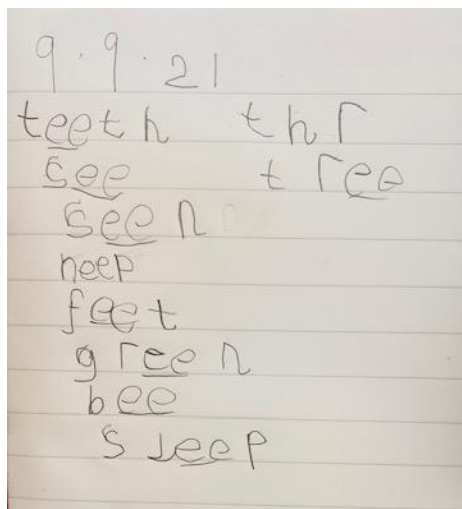 9.9.21
teeth thr
see tree
seen
neep
feet
green
bee
sleep